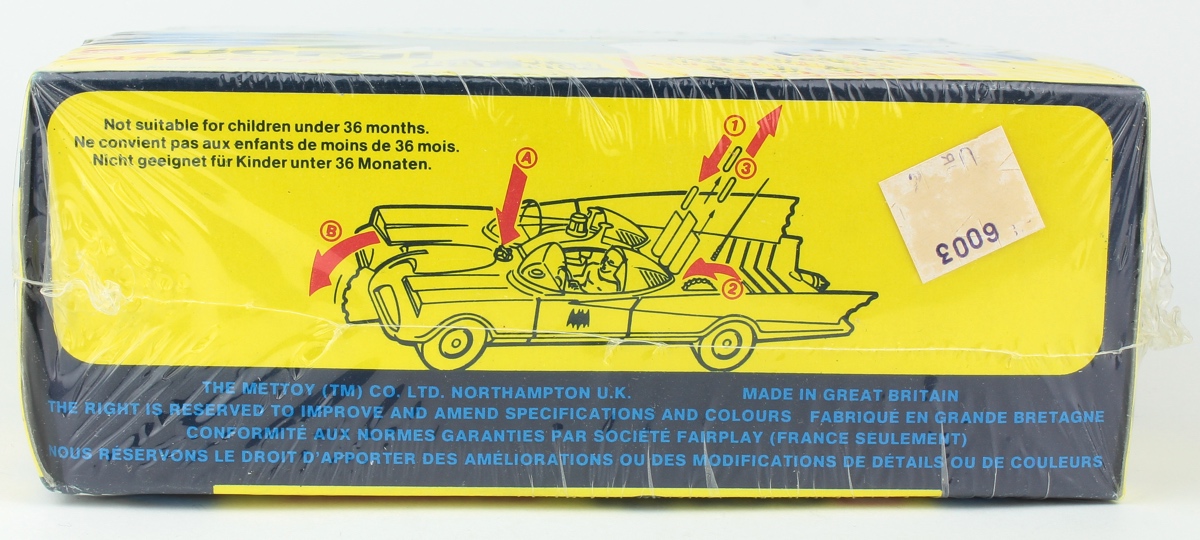 Not suitable for children under 36 months.
Ne convient pas aux enfants de moins de 36 mois.
Nicht geeignet für Kinder unter 36 Monaten.
A
B
1
3
2
6003
THE METTOY (TM) CO. LTD. NORTHAMPTON U.K. MADE IN GREAT BRITAIN
THE RIGHT IS RESERVED TO IMPROVE AND AMEND SPECIFICATIONS AND COLOURS FABRIQUÉ EN GRANDE BRETAGNE
CONFORMITÉ AUX NORMES GARANTIES PAR SOCIÉTÉ FAIRPLAY (FRANCE SEULEMENT)
NOUS RÉSERVONS LE DROIT D'APPORTER DES AMÉLIORATIONS OU DES MODIFICATIONS DE DÉTAILS OU DE COULEURS